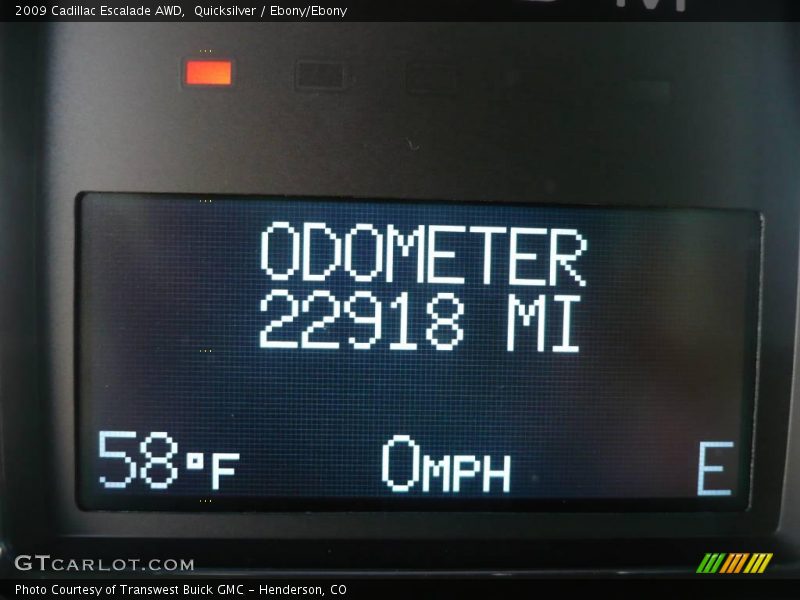 2009 Cadillac Escalade AWD,  Quicksilver / Ebony/Ebony
ODOMETER
22918 MI
58°F 0MPH E
GTCARLOT.COM
Photo Courtesy of Transwest Buick GMC - Henderson, CO